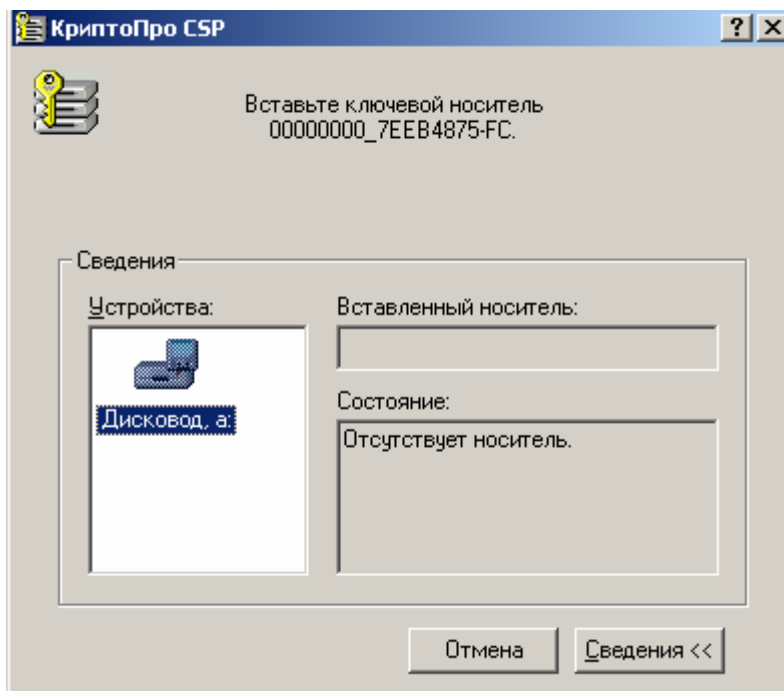 КриптоПро CSP
Вставьте ключевой носитель
00000000_7EEB4875-FC.
Сведения
Устройства:
Вставленный носитель:
Дисковод, a:
Состояние:
Отсутствует носитель.
Отмена
Сведения <<